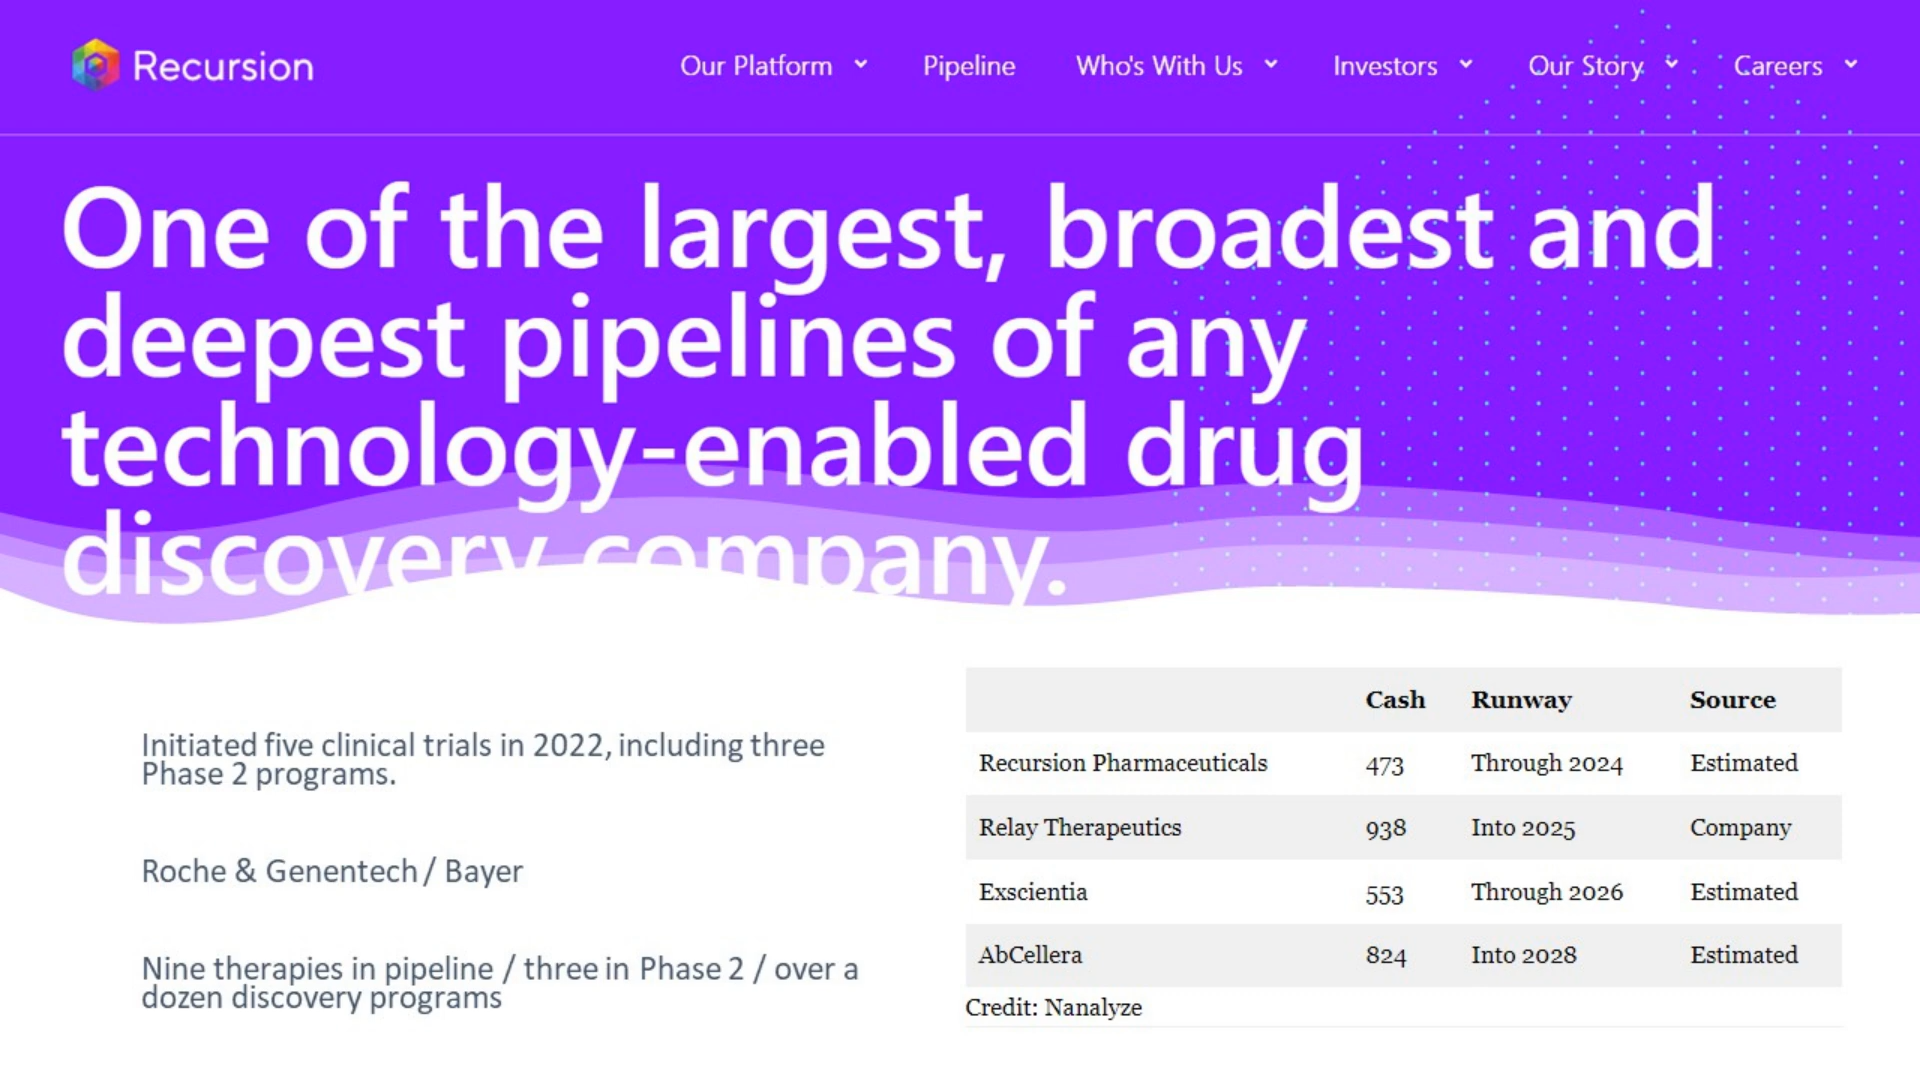 Recursion
Our Platform Pipeline Who's With Us Investors Our Story Careers
One of the largest, broadest and
deepest pipelines of any
technology-enabled drug
discovery company.
Initiated five clinical trials in 2022, including three
Phase 2 programs.
Roche & Genentech / Bayer
Nine therapies in pipeline / three in Phase 2 / over a
dozen discovery programs
Cash Runway Source
Recursion Pharmaceuticals 473 Through 2024 Estimated
Relay Therapeutics 938 Into 2025 Company
Exscientia 553 Through 2026 Estimated
AbCellera 824 Into 2028 Estimated
Credit: Nanalyze